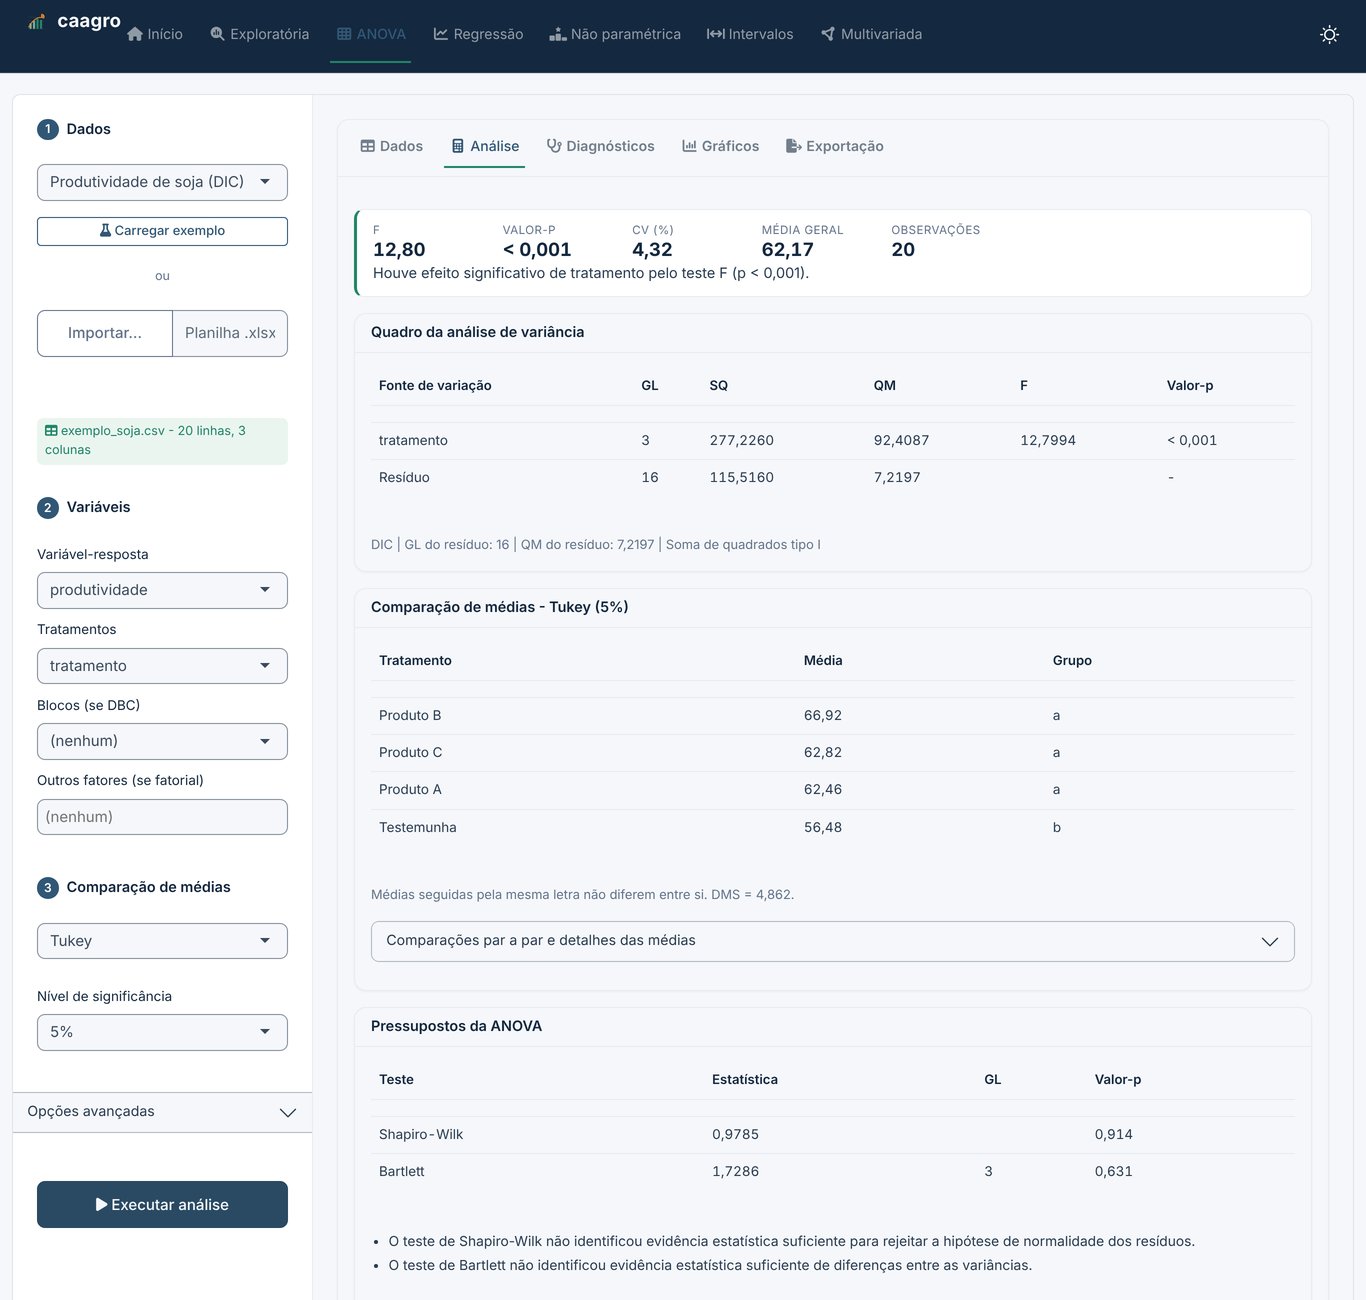 caagro
Início
Exploratória
ANOVA
Regressão
Não paramétrica
Intervalos
Multivariada
1 Dados
Produtividade de soja (DIC)
Carregar exemplo
ou
Importar... Planilha .xlsx
exemplo_soja.csv - 20 linhas, 3
colunas
2 Variáveis
Variável-resposta
produtividade
Tratamentos
tratamento
Blocos (se DBC)
(nenhum)
Outros fatores (se fatorial)
(nenhum)
3 Comparação de médias
Tukey
Nível de significância
5%
Opções avançadas
Executar análise
Dados Análise Diagnósticos Gráficos Exportação
F VALOR-P CV (%) MÉDIA GERAL OBSERVAÇÕES
12,80 < 0,001 4,32 62,17 20
Houve efeito significativo de tratamento pelo teste F (p < 0,001).
Quadro da análise de variância
Fonte de variação GL SQ QM F Valor-p
tratamento 3 277,2260 92,4087 12,7994 < 0,001
Resíduo 16 115,5160 7,2197 -
DIC | GL do resíduo: 16 | QM do resíduo: 7,2197 | Soma de quadrados tipo I
Comparação de médias - Tukey (5%)
Tratamento Média Grupo
Produto B 66,92 a
Produto C 62,82 a
Produto A 62,46 a
Testemunha 56,48 b
Médias seguidas pela mesma letra não diferem entre si. DMS = 4,862.
Comparações par a par e detalhes das médias
Pressupostos da ANOVA
Teste Estatística GL Valor-p
Shapiro-Wilk 0,9785 0,914
Bartlett 1,7286 3 0,631
• O teste de Shapiro-Wilk não identificou evidência estatística suficiente para rejeitar a hipótese de normalidade dos resíduos.
• O teste de Bartlett não identificou evidência estatística suficiente de diferenças entre as variâncias.